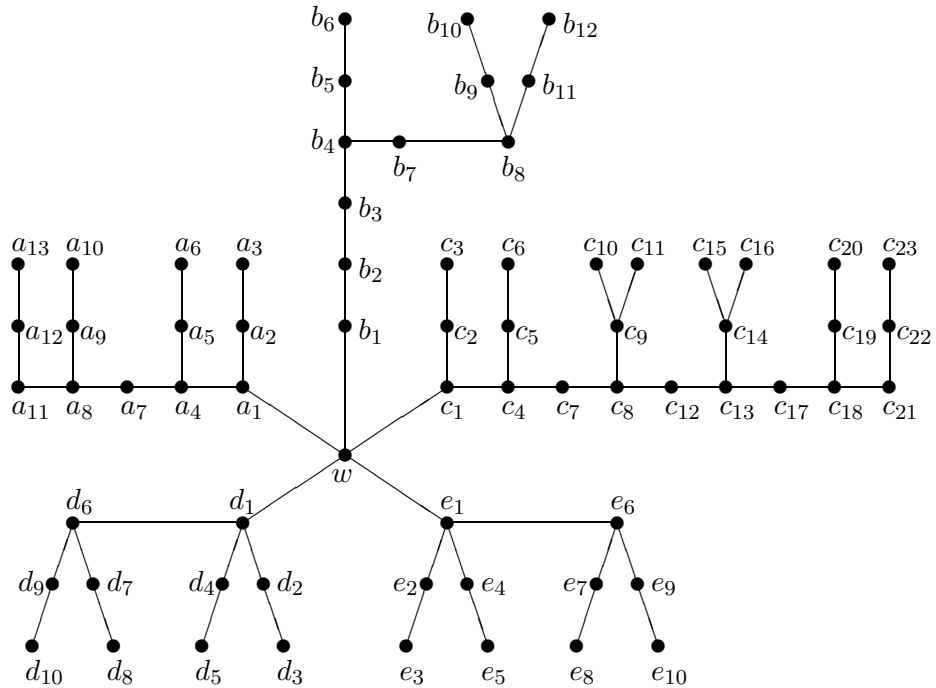 b₆ b₁₀ b₁₂
b₅ b₉ b₁₁
b₄ b₇ b₈
b₃
a₁₃ a₁₀ a₆ a₃ b₂ c₃ c₆ c₁₀ c₁₁ c₁₅ c₁₆ c₂₀ c₂₃
a₁₂ a₉ a₅ a₂ b₁ c₂ c₅ c₉ c₁₄ c₁₉ c₂₂
a₁₁ a₈ a₇ a₄ a₁ c₁ c₄ c₇ c₈ c₁₂ c₁₃ c₁₇ c₁₈ c₂₁
w
d₆ d₁ e₁ e₆
d₉ d₇ d₄ d₂ e₂ e₄ e₇ e₉
d₁₀ d₈ d₅ d₃ e₃ e₅ e₈ e₁₀